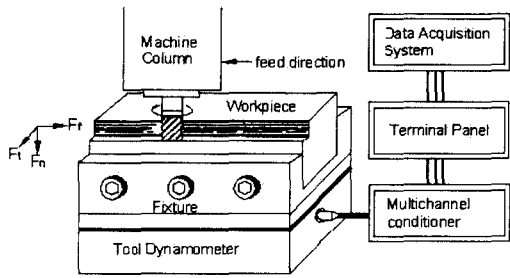 Machine
Column
feed direction
Workpiece
Ff
Ft
Fn
Fixture
Tool Dynamometer
Data Acquisition
System
Terminal Panel
Multichannel
conditioner